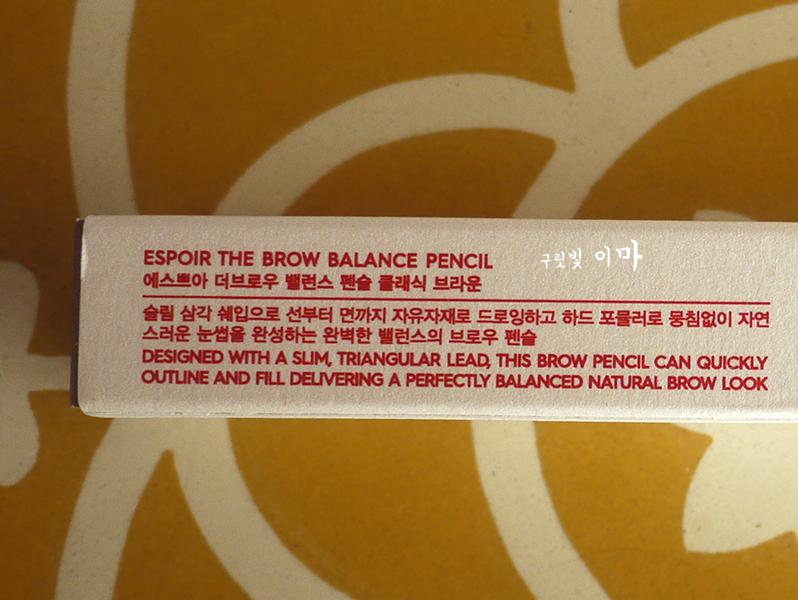 ESPOIR THE BROW BALANCE PENCIL
구릿빛 이마
에스쁘아 더브로우 밸런스 펜슬 클래식 브라운
슬림 삼각 쉐입으로 선부터 면까지 자유자재로 드로잉하고 하드 포뮬러로 뭉침없이 자연
스러운 눈썹을 완성하는 완벽한 밸런스의 브로우 펜슬
DESIGNED WITH A SLIM, TRIANGULAR LEAD, THIS BROW PENCIL CAN QUICKLY
OUTLINE AND FILL DELIVERING A PERFECTLY BALANCED NATURAL BROW LOOK